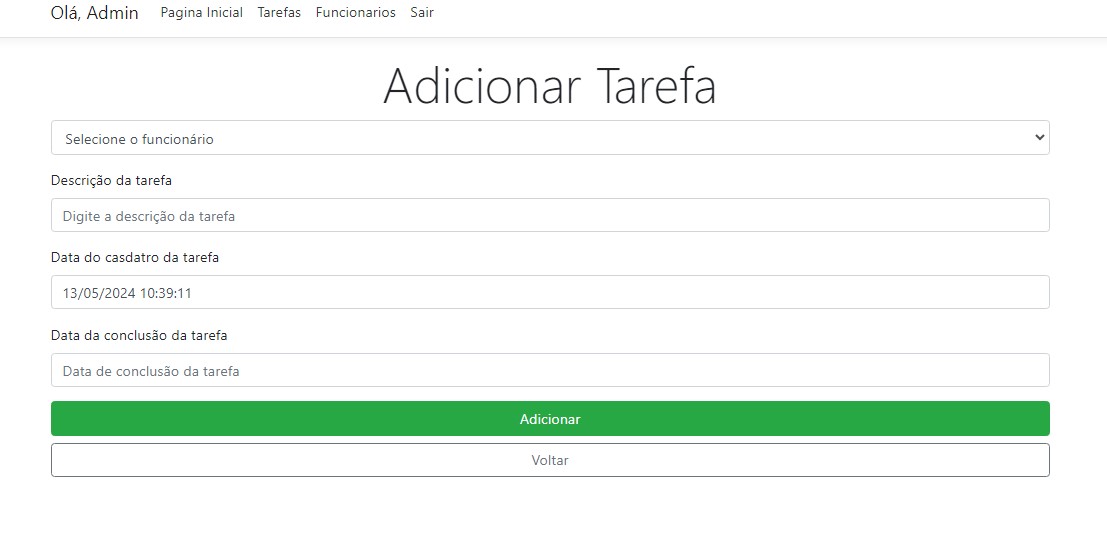 Olá, Admin Pagina Inicial Tarefas Funcionarios Sair
Adicionar Tarefa
Selecione o funcionário
Descrição da tarefa
Digite a descrição da tarefa
Data do casdatro da tarefa
13/05/2024 10:39:11
Data da conclusão da tarefa
Data de conclusão da tarefa
Adicionar
Voltar